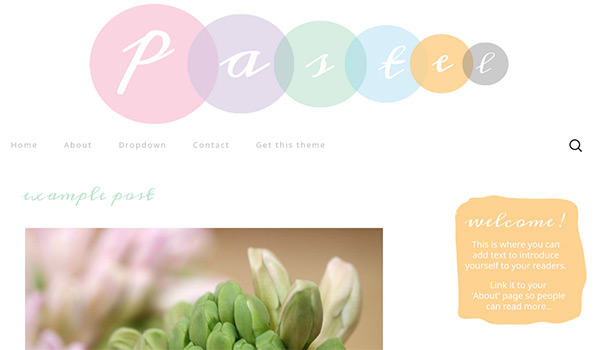 Pastel
Home About Dropdown Contact Get this theme
example post
welcome!
This is where you can
add text to introduce
yourself to your readers.
Link it to your
'About' page so people
can read more...